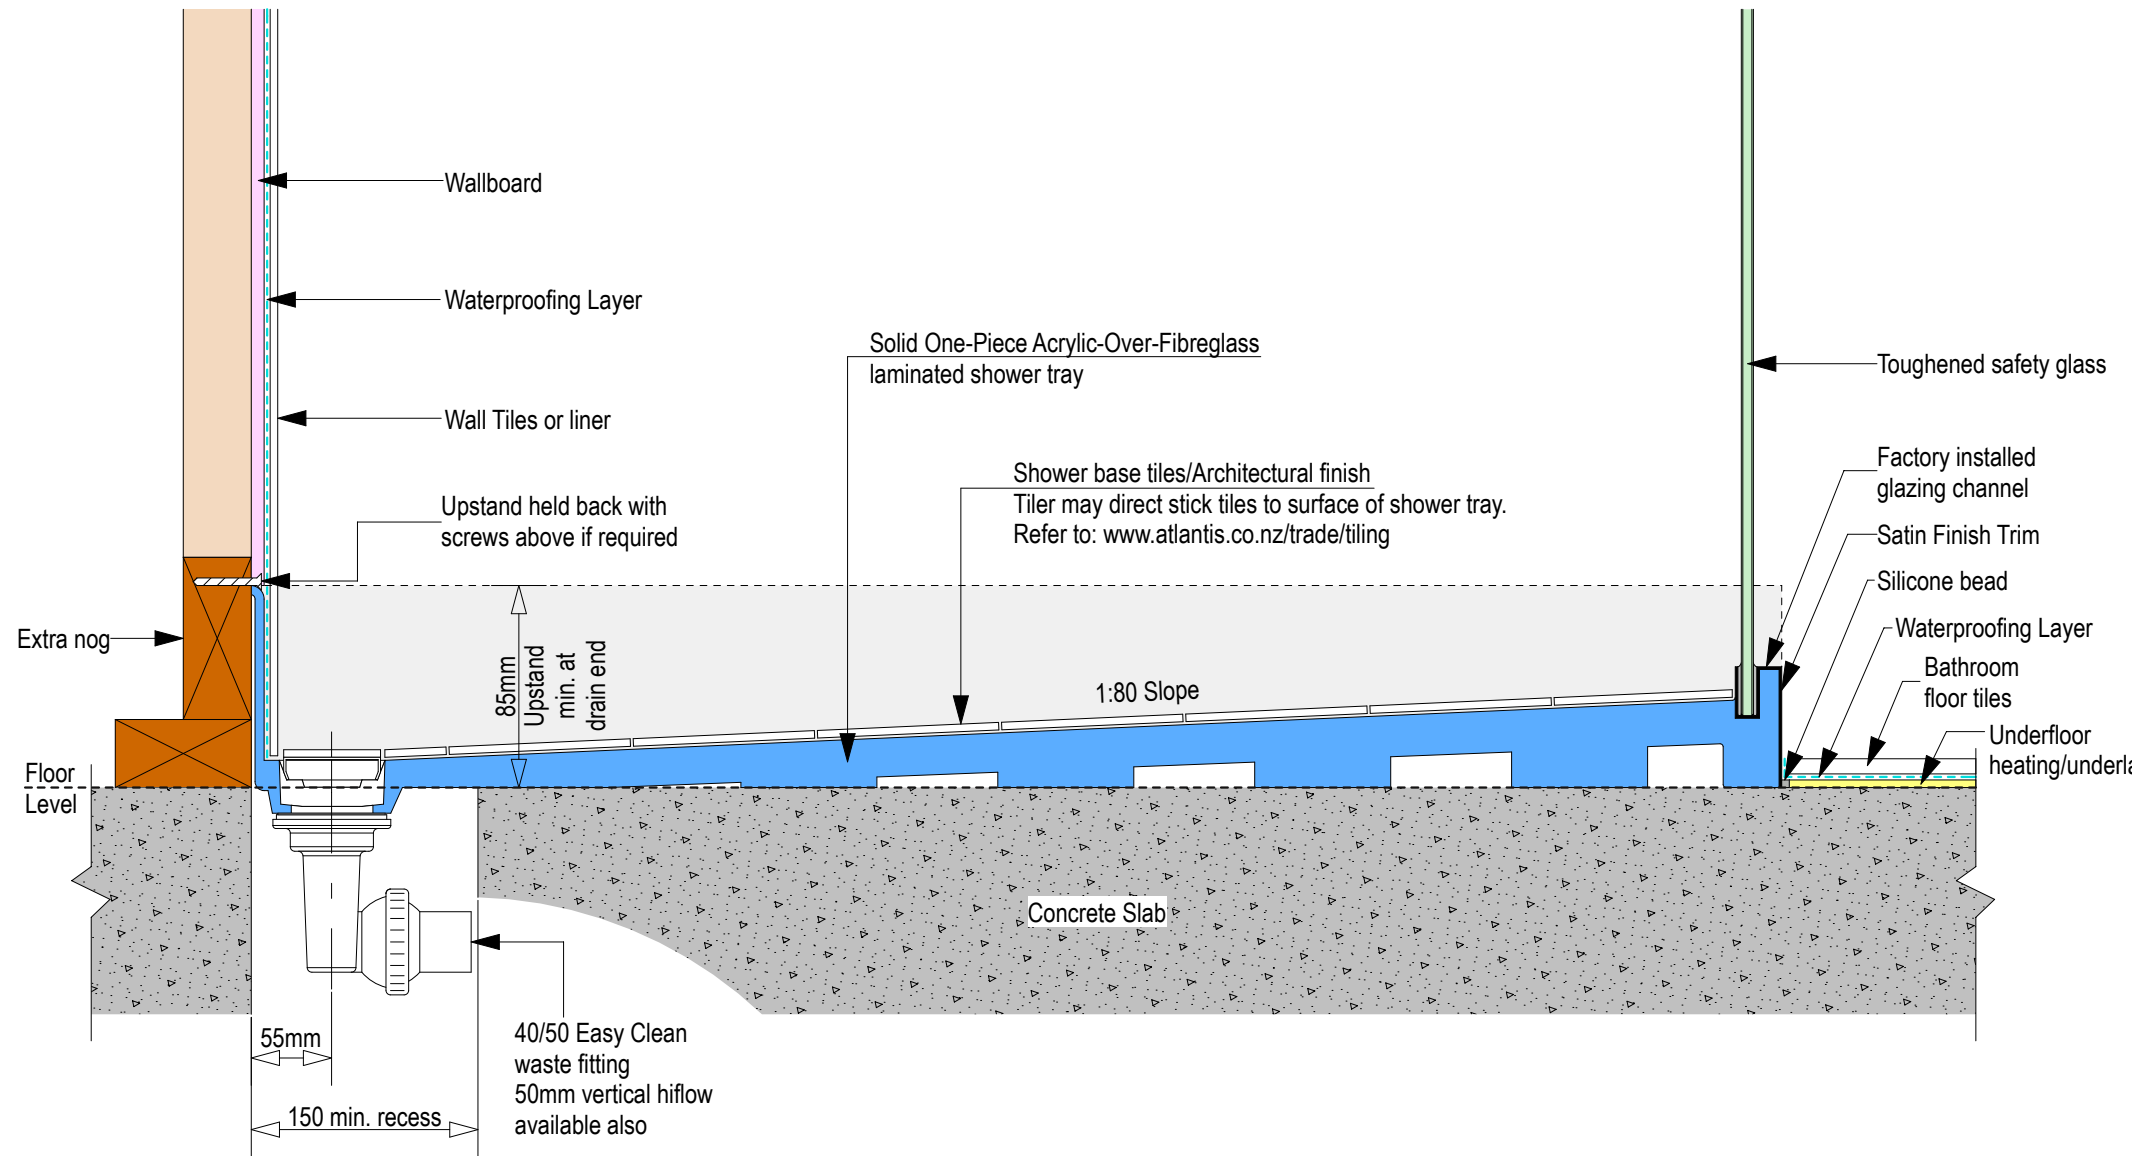 Wallboard
Waterproofing Layer
Wall Tiles or liner
Upstand held back with
screws above if required
Extra nog
Floor
Level
Solid One-Piece Acrylic-Over-Fibreglass
laminated shower tray
Shower base tiles/Architectural finish
Tiler may direct stick tiles to surface of shower tray.
Refer to: www.atlantis.co.nz/trade/tiling
85mm
Upstand
min. at
drain end
1:80 Slope
Toughened safety glass
Factory installed
glazing channel
Satin Finish Trim
Silicone bead
Waterproofing Layer
Bathroom
floor tiles
Underfloor
heating/underla
Concrete Slab
55mm
150 min. recess
40/50 Easy Clean
waste fitting
50mm vertical hiflow
available also